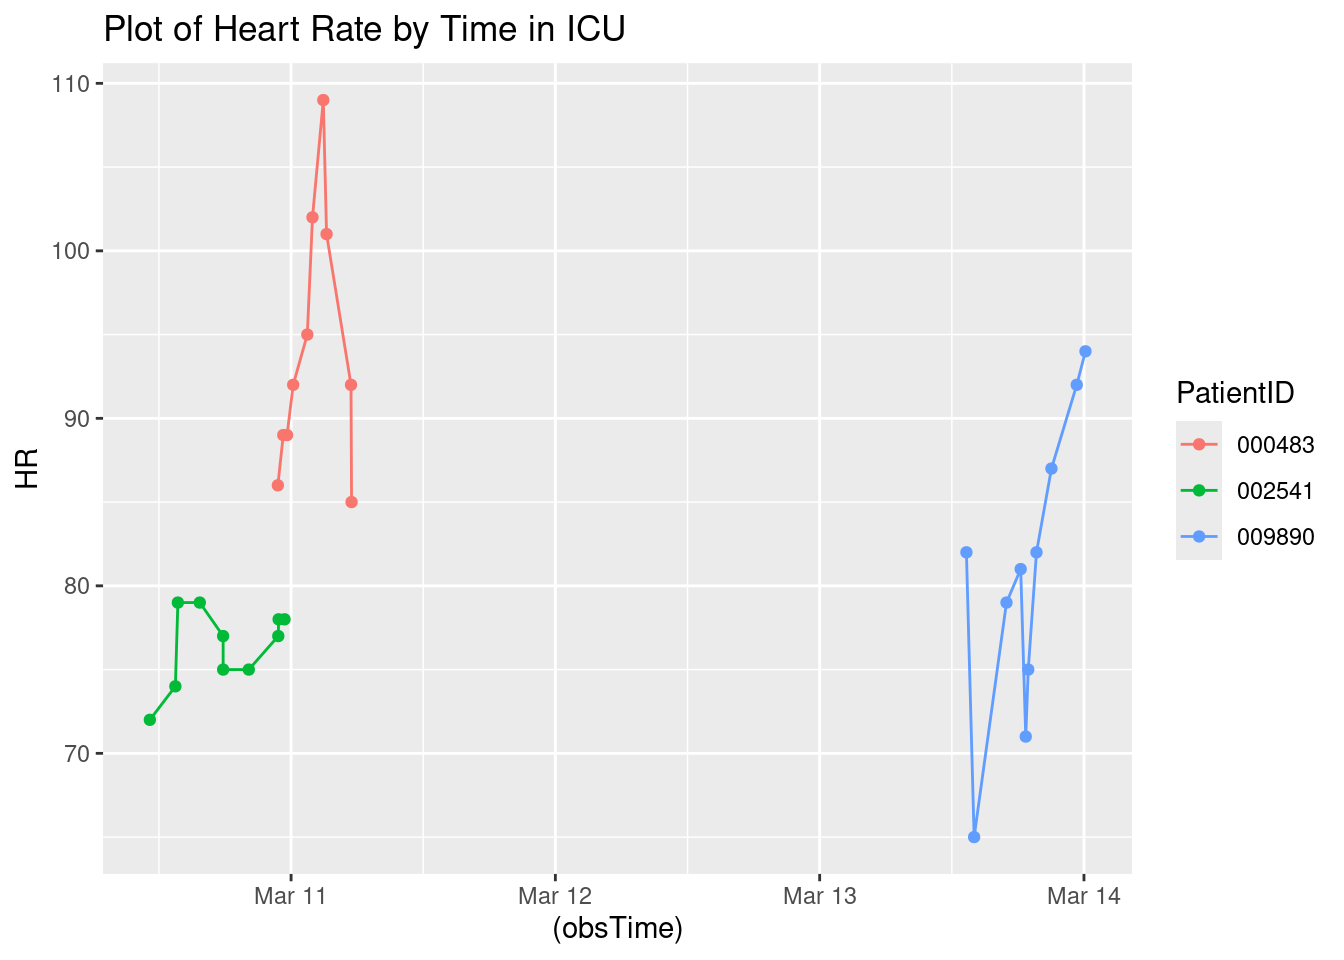 Plot of Heart Rate by Time in ICU
110
100
90
80
70
HR
Mar 11
Mar 12
Mar 13
Mar 14
(obsTime)
PatientID
000483
002541
009890